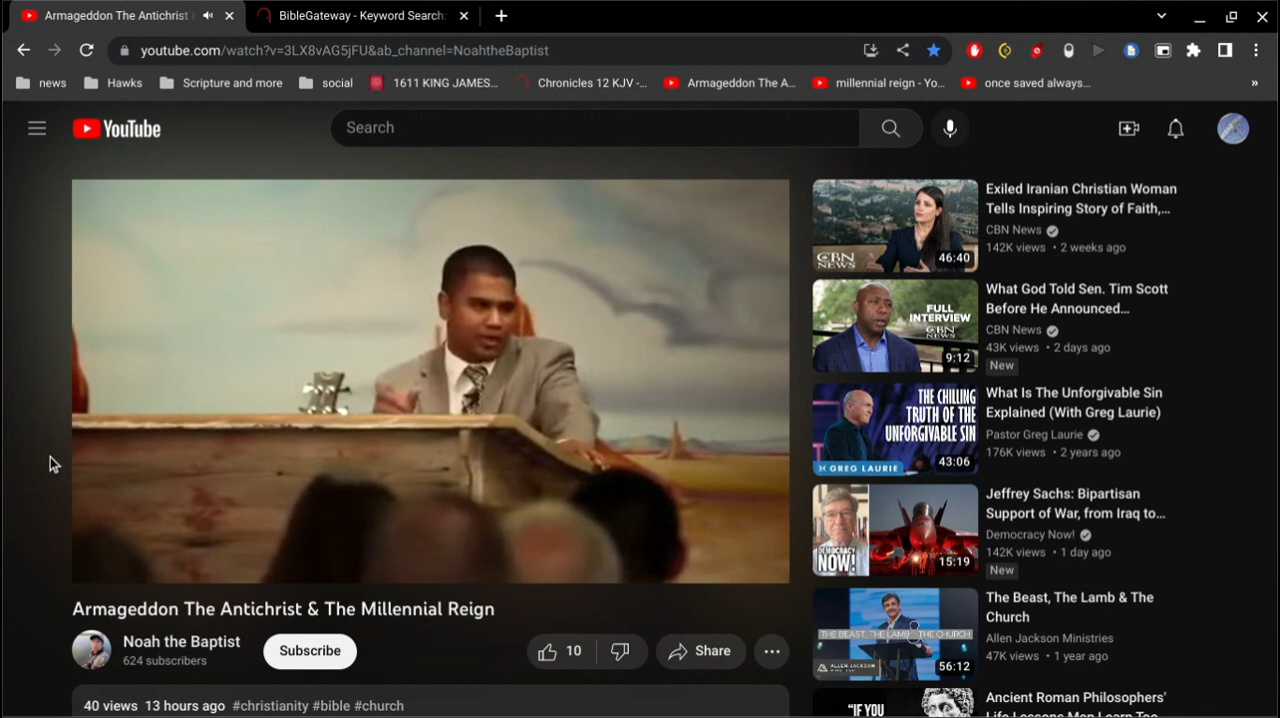 Armageddon The Antichrist
BibleGateway - Keyword Search:
youtube.com/watch?v=3LX8vAG5jFU&ab_channel=NoahtheBaptist
news
Hawks
Scripture and more
social
1611 KING JAMES...
Chronicles 12 KJV -...
Armageddon The A...
millennial reign - Yo...
once saved always...
»
YouTube
Search
Armageddon The Antichrist & The Millennial Reign
Noah the Baptist
624 subscribers
Subscribe
10
Share
40 views 13 hours ago #christianity #bible #church
CBN
NEWS
46:40
Exiled Iranian Christian Woman
Tells Inspiring Story of Faith,...
CBN News
142K views • 2 weeks ago
FULL
INTERVIEW
CBN
NEWS
9:12
What God Told Sen. Tim Scott
Before He Announced...
CBN News
43K views • 2 days ago
New
THE CHILLING
TRUTH OF THE
UNFORGIVABLE SIN
GREG LAURIE
43:06
What Is The Unforgivable Sin
Explained (With Greg Laurie)
Pastor Greg Laurie
176K views • 2 years ago
DEMOCRACY
NOW!
15:19
Jeffrey Sachs: Bipartisan
Support of War, from Iraq to...
Democracy Now!
142K views • 1 day ago
New
THE BEAST, THE LAMB & THE CHURCH
ALLEN JACKSON
56:12
The Beast, The Lamb & The
Church
Allen Jackson Ministries
47K views • 1 year ago
"IF YOU
Ancient Roman Philosophers'
Life Lessons Men Learn Too